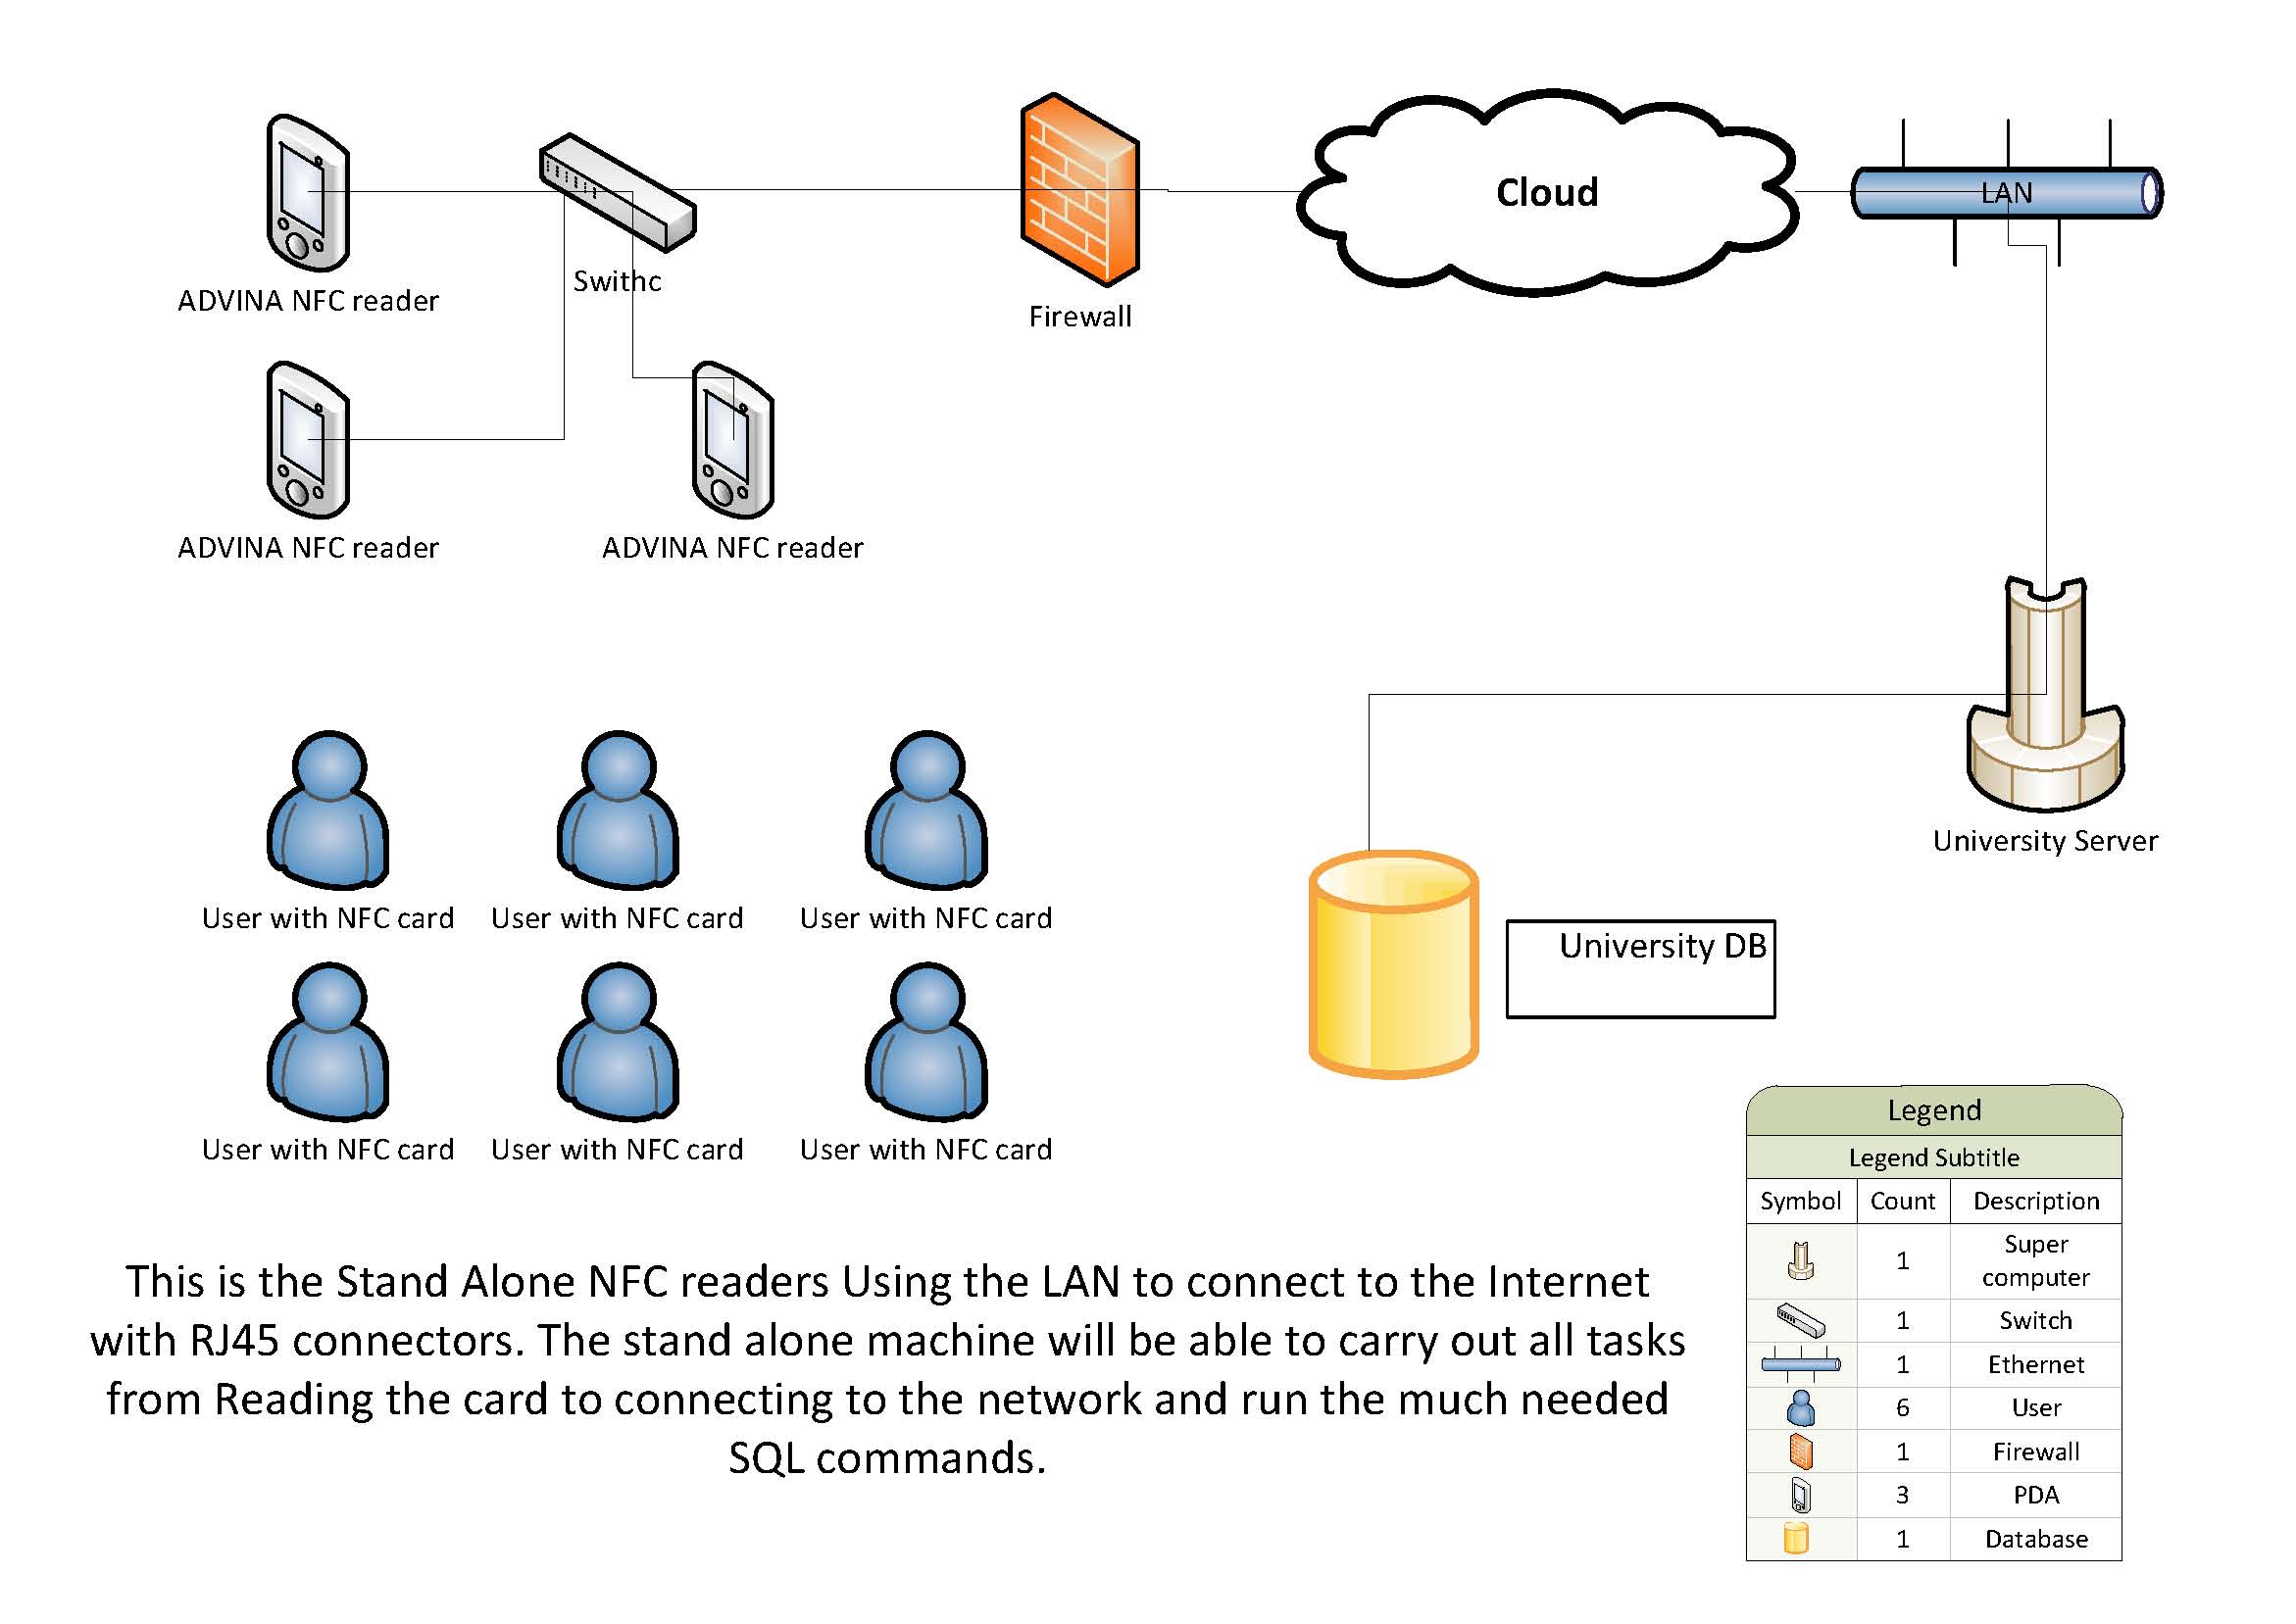 Cloud
LAN
Swithc
ADVINA NFC reader
Firewall
ADVINA NFC reader
ADVINA NFC reader
University Server
User with NFC card
User with NFC card
User with NFC card
University DB
User with NFC card
User with NFC card
User with NFC card
Legend
Legend Subtitle
Symbol Count Description
1 Super
computer
1 Switch
1 Ethernet
6 User
1 Firewall
3 PDA
1 Database
This is the Stand Alone NFC readers Using the LAN to connect to the Internet
with RJ45 connectors. The stand alone machine will be able to carry out all tasks
from Reading the card to connecting to the network and run the much needed
SQL commands.